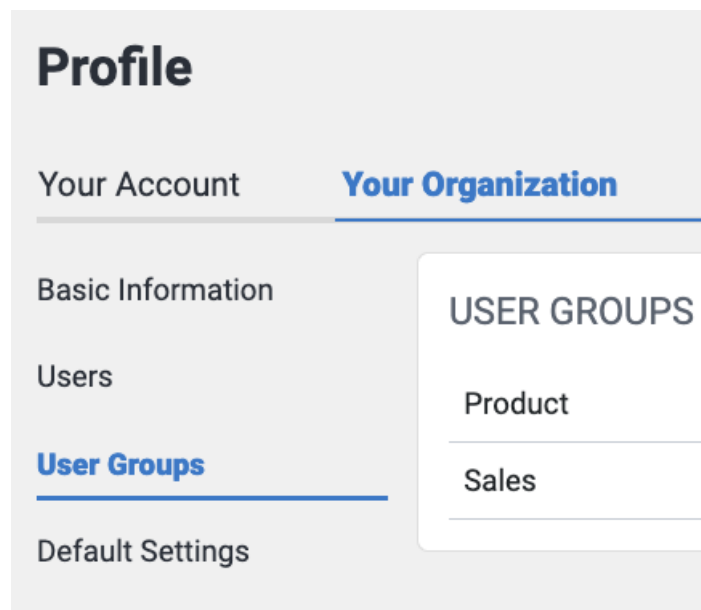 Profile
Your Account
Your Organization
Basic Information
Users
User Groups
Default Settings
USER GROUPS
Product
Sales